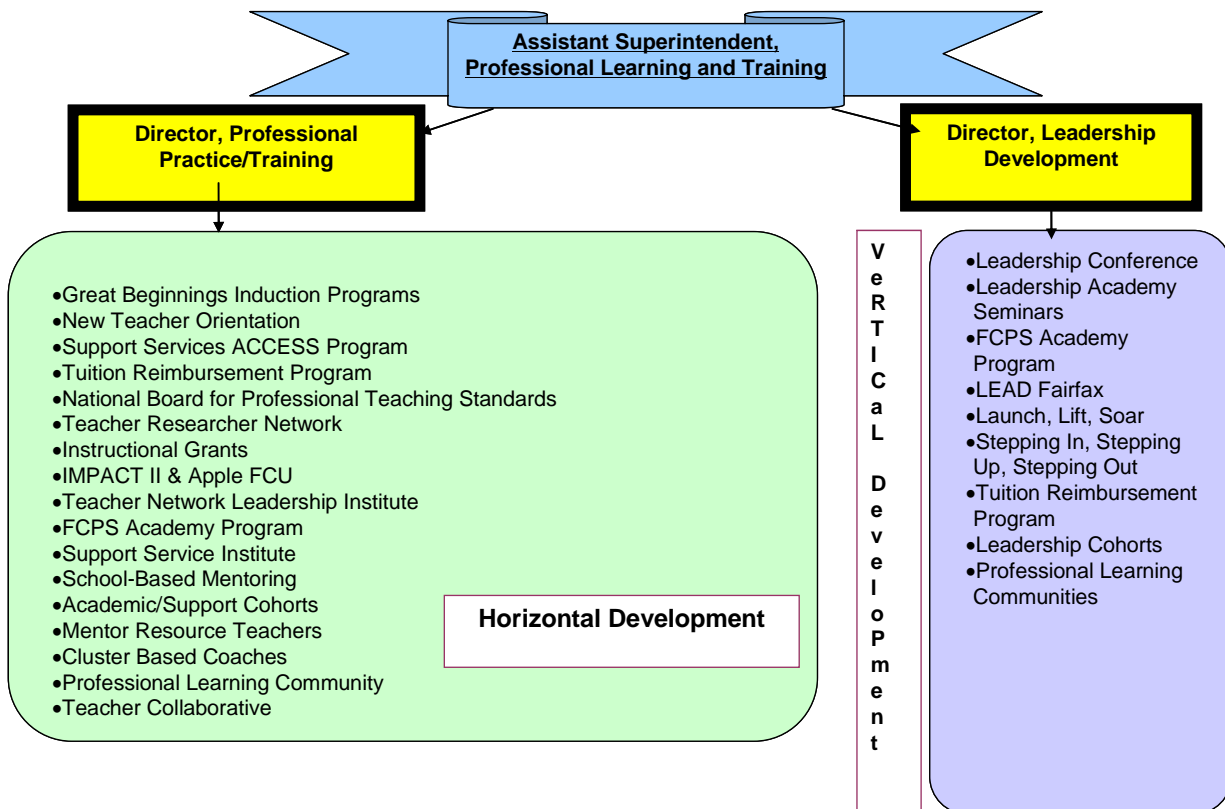 Assistant Superintendent,
Professional Learning and Training
Director, Professional
Practice/Training
Director, Leadership
Development
•Great Beginnings Induction Programs
•New Teacher Orientation
•Support Services ACCESS Program
•Tuition Reimbursement Program
•National Board for Professional Teaching Standards
•Teacher Researcher Network
•Instructional Grants
•IMPACT II & Apple FCU
•Teacher Network Leadership Institute
•FCPS Academy Program
•Support Service Institute
•School-Based Mentoring
•Academic/Support Cohorts
•Mentor Resource Teachers
•Cluster Based Coaches
•Professional Learning Community
•Teacher Collaborative
Horizontal Development
V
e
R
T
I
C
a
L
D
e
v
e
l
o
P
m
e
n
t
•Leadership Conference
•Leadership Academy
Seminars
•FCPS Academy
Program
•LEAD Fairfax
•Launch, Lift, Soar
•Stepping In, Stepping
Up, Stepping Out
•Tuition Reimbursement
Program
•Leadership Cohorts
•Professional Learning
Communities